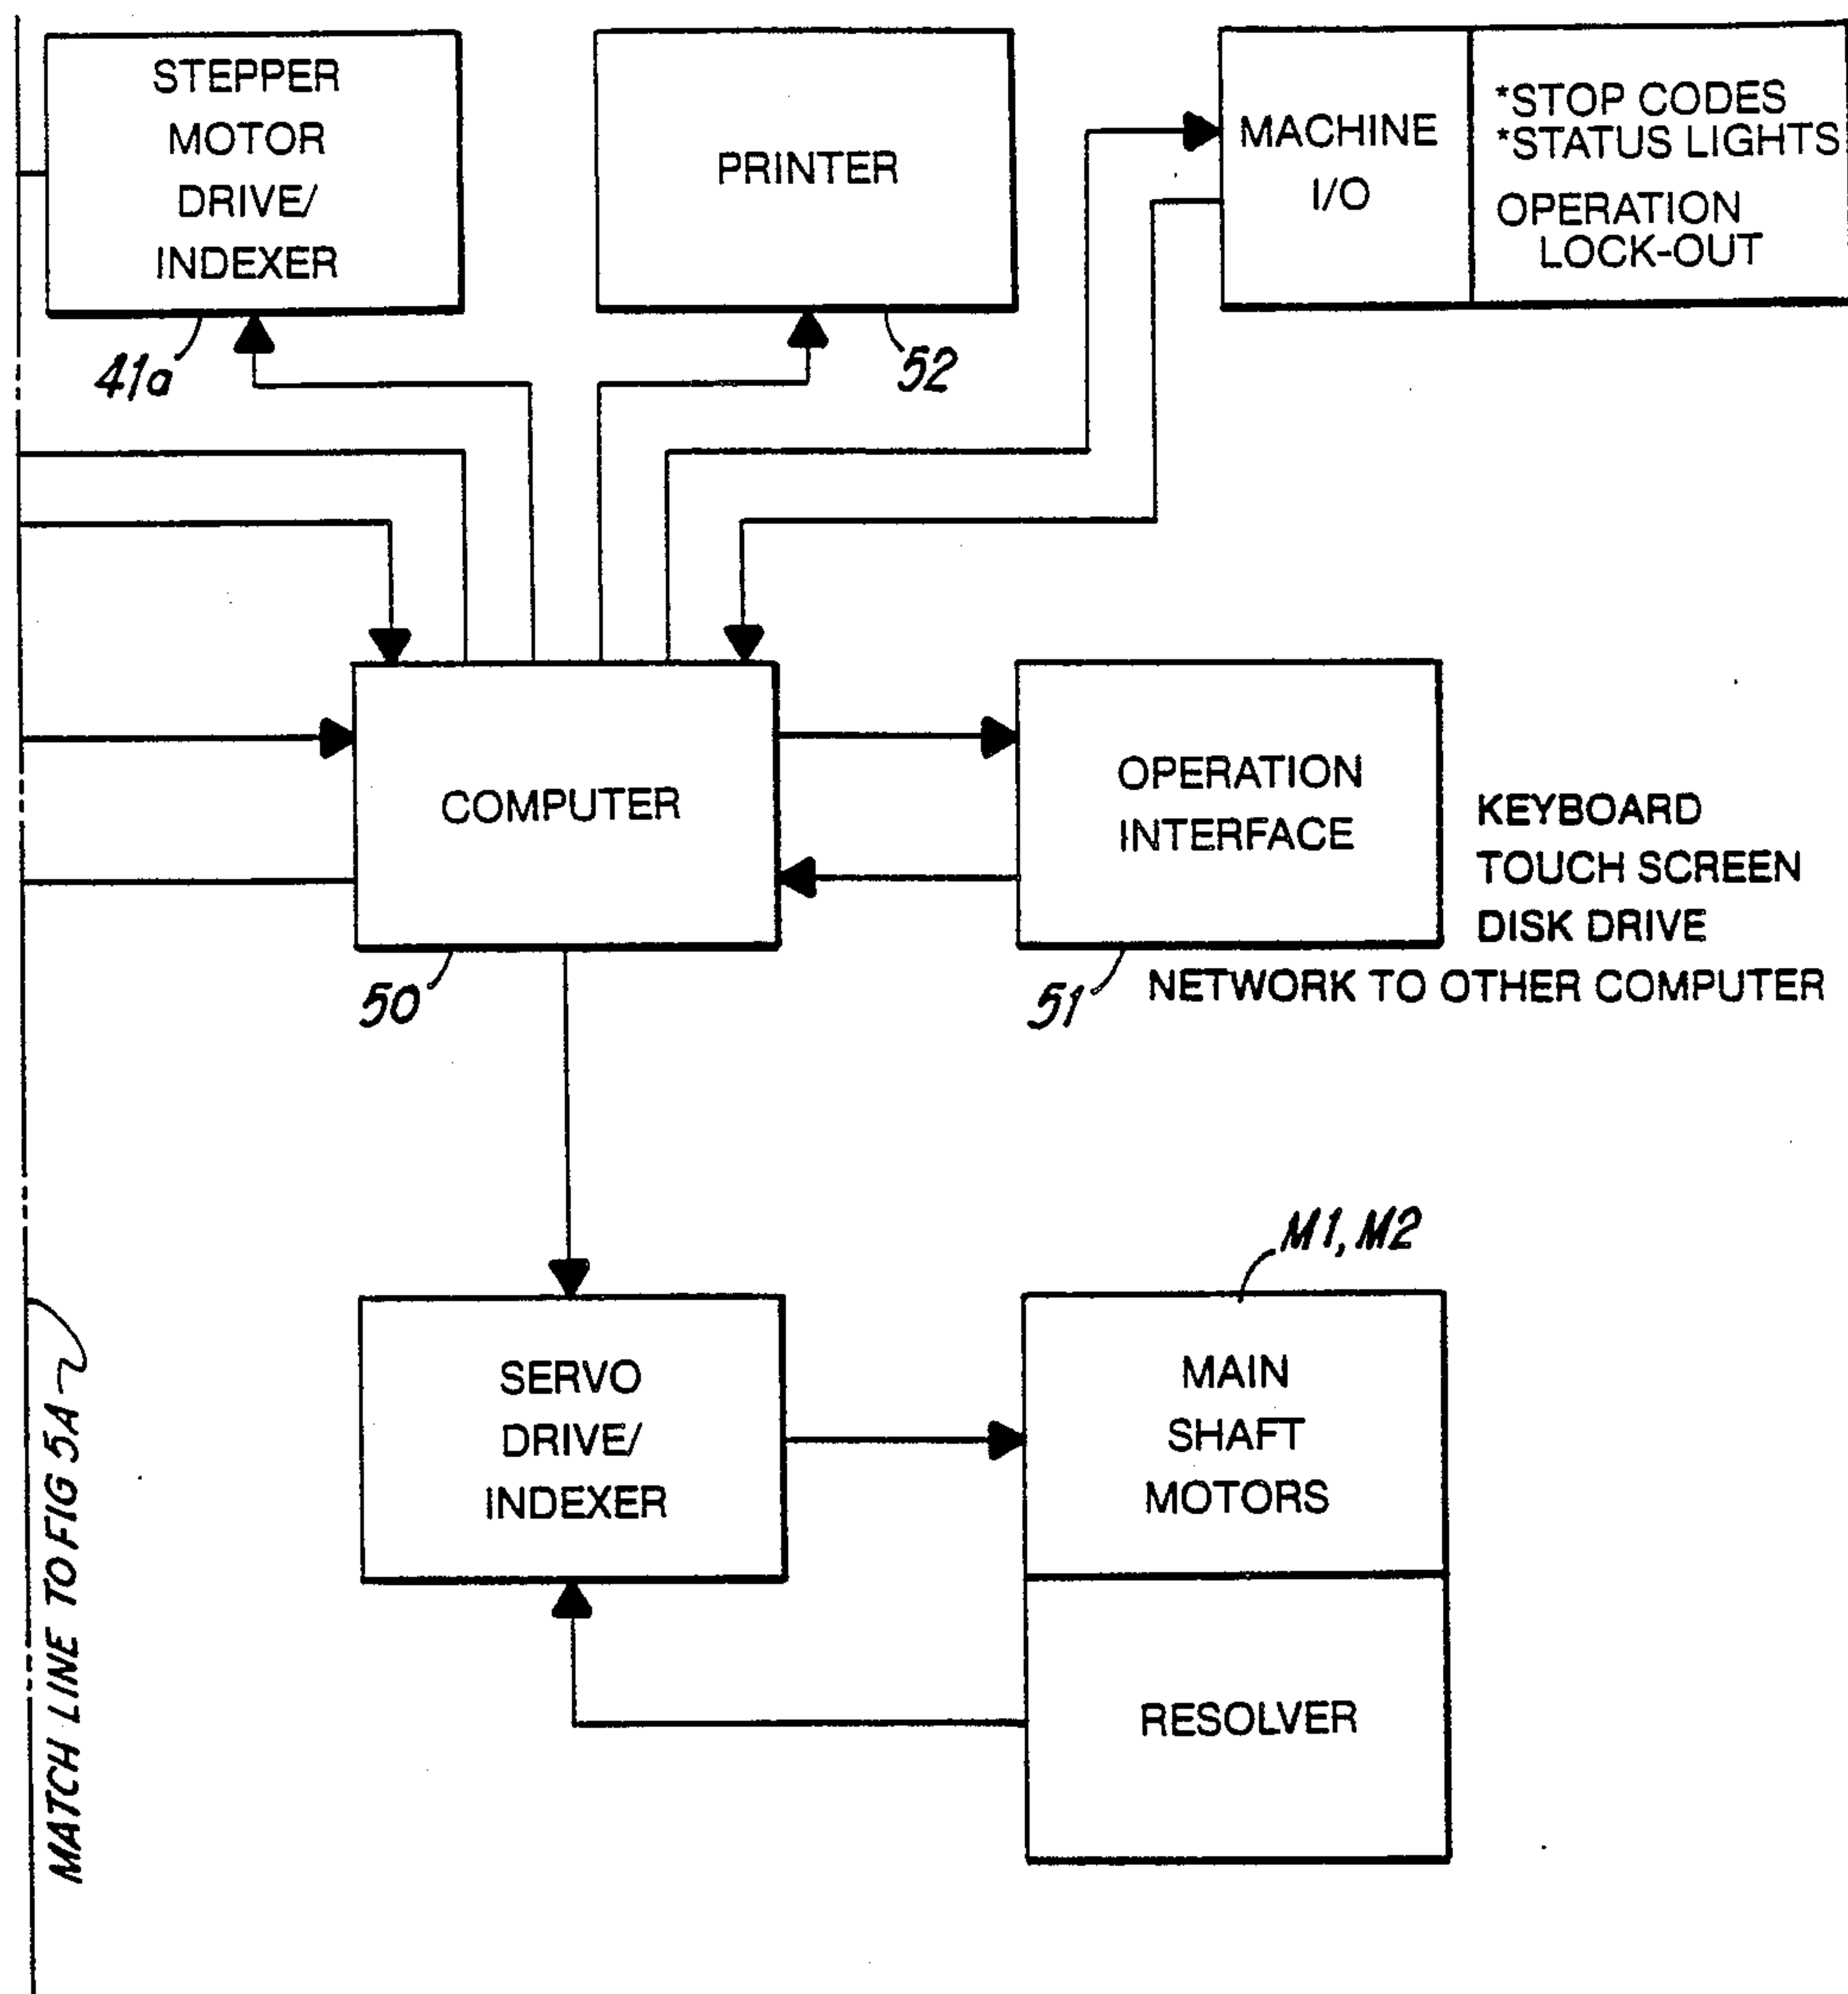 STEPPER
MOTOR
DRIVE/
INDEXER
41a
PRINTER
52
MACHINE
I/O
*STOP CODES
*STATUS LIGHTS
OPERATION
LOCK-OUT
COMPUTER
50
OPERATION
INTERFACE
51
KEYBOARD
TOUCH SCREEN
DISK DRIVE
NETWORK TO OTHER COMPUTER
SERVO
DRIVE/
INDEXER
M1, M2
MAIN
SHAFT
MOTORS
RESOLVER
MATCH LINE TO FIG 5A